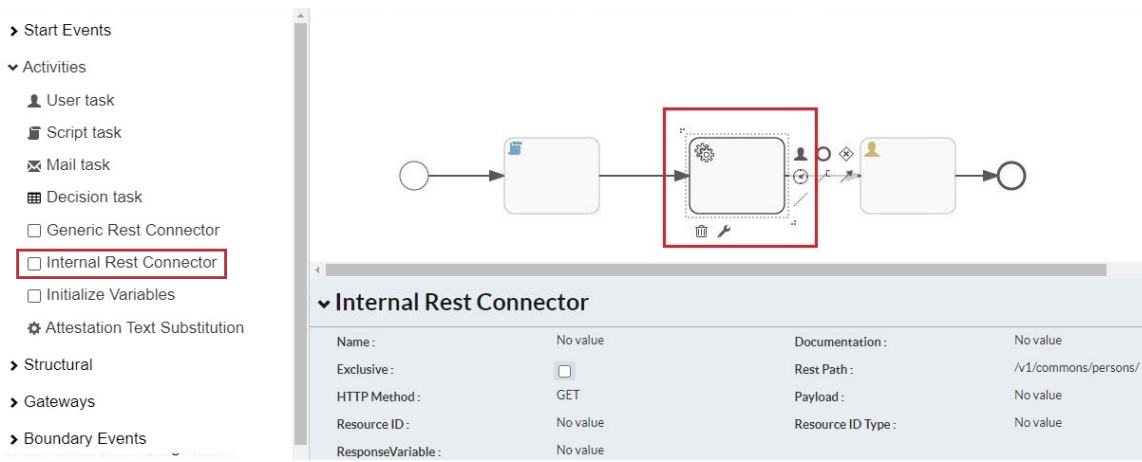 Start Events
Activities
User task
Script task
Mail task
Decision task
Generic Rest Connector
Internal Rest Connector
Initialize Variables
Attestation Text Substitution
Structural
Gateways
Boundary Events
Internal Rest Connector
Name : No value Documentation : No value
Exclusive : Rest Path : /v1/commons/persons/
HTTP Method : GET Payload : No value
Resource ID : No value Resource ID Type : No value
ResponseVariable : No value